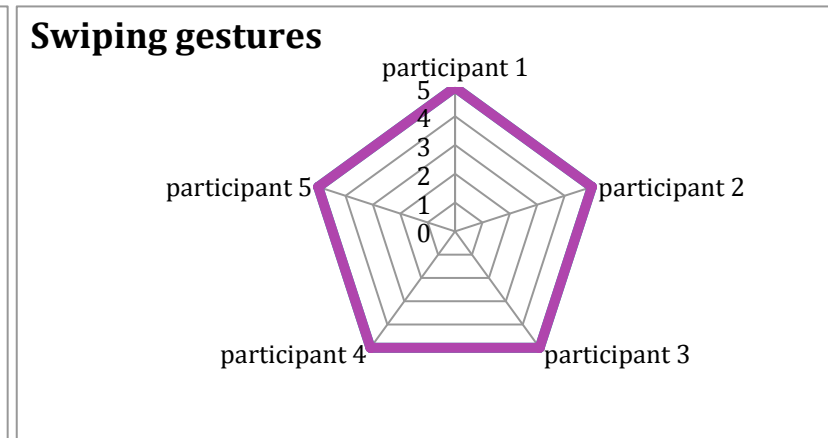 Swiping gestures
participant 1
5
4
3
2
1
0
participant 5
participant 2
participant 4
participant 3